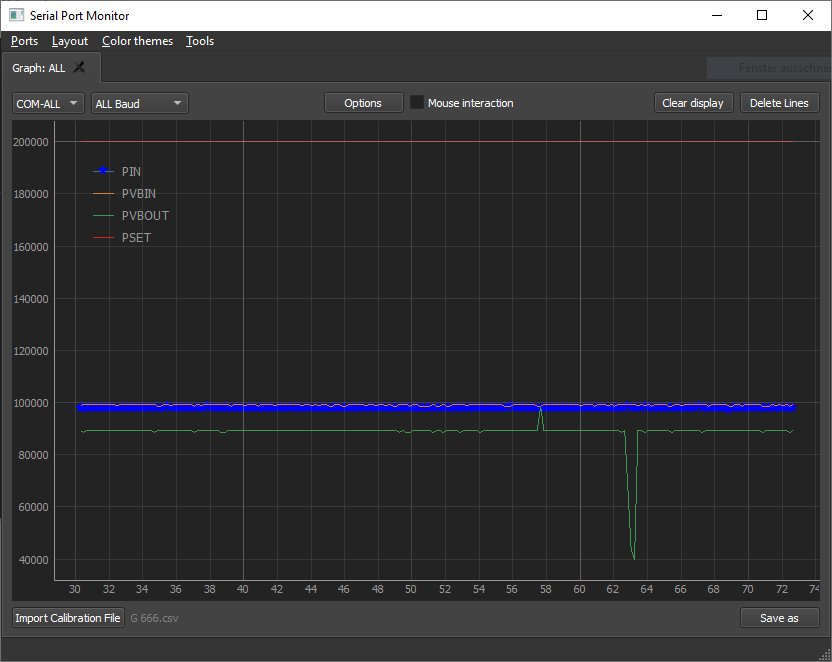 Serial Port Monitor
Ports Layout Color themes Tools
Graph: ALL
Fenster ausschne
COM-ALL ALL Baud Options Mouse interaction Clear display Delete Lines
200000
180000
160000
140000
120000
100000
80000
60000
40000
PIN
PVBIN
PVBOUT
PSET
30 32 34 36 38 40 42 44 46 48 50 52 54 56 58 60 62 64 66 68 70 72 74
Import Calibration File G 666.csv Save as